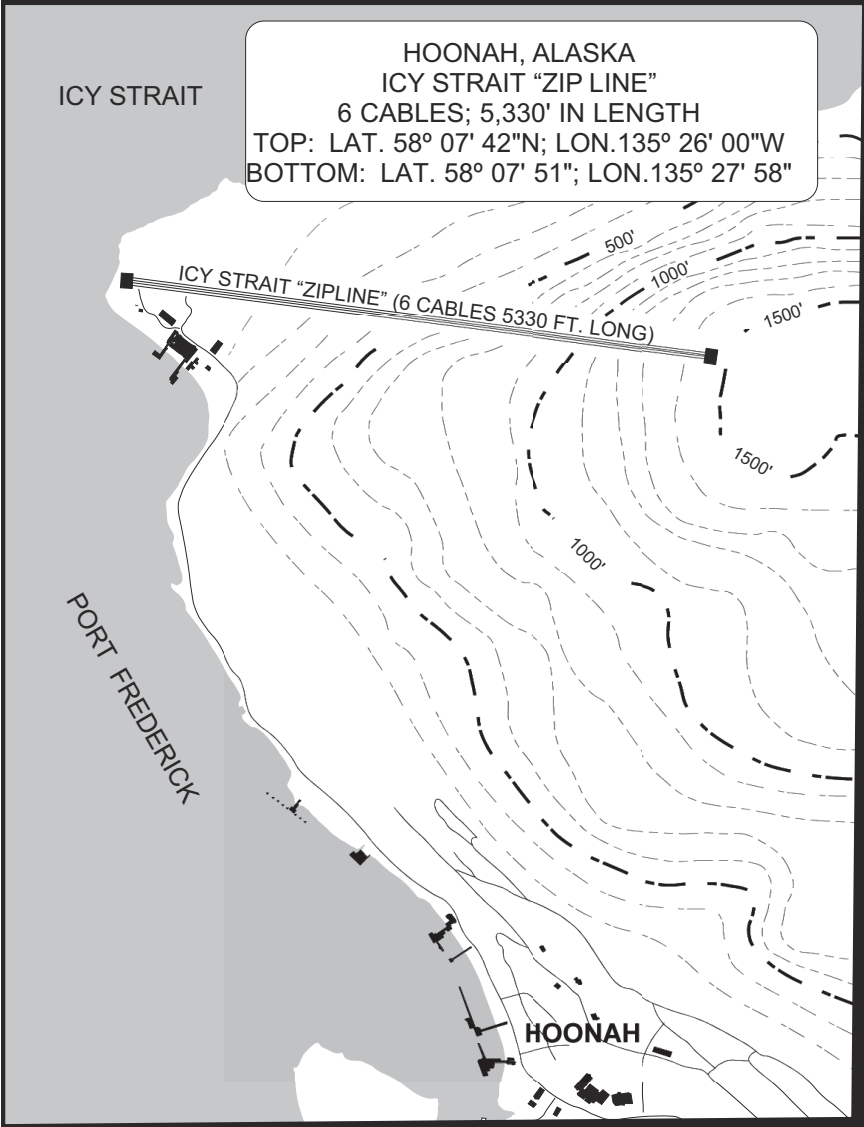 HOONAH, ALASKA
ICY STRAIT “ZIP LINE”
6 CABLES; 5,330' IN LENGTH
TOP: LAT. 58º 07' 42"N; LON.135º 26' 00"W
BOTTOM: LAT. 58º 07' 51"; LON.135º 27' 58"
ICY STRAIT
500'
1000'
1500'
ICY STRAIT “ZIPLINE” (6 CABLES 5330 FT. LONG)
1500'
1000'
PORT FREDERICK
HOONAH